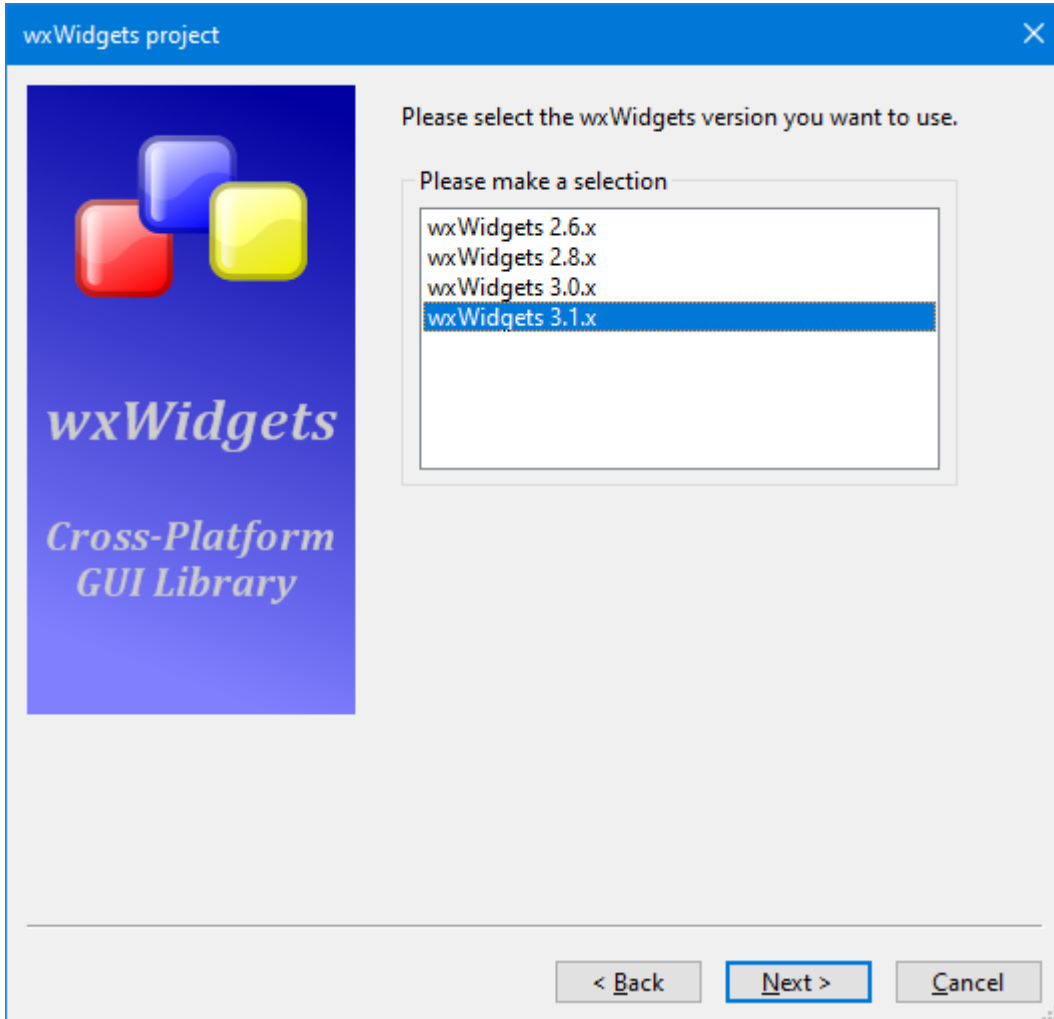 wxWidgets project
Please select the wxWidgets version you want to use.
Please make a selection
wxWidgets 2.6.x
wxWidgets 2.8.x
wxWidgets 3.0.x
wxWidgets 3.1.x
wxWidgets
Cross-Platform
GUI Library
< Back
Next >
Cancel